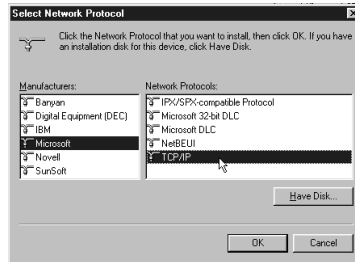 Select Network Protocol
Click the Network Protocol that you want to install, then click OK. If you have
an installation disk for this device, click Have Disk.
Manufacturers:
Banyan
Digital Equipment (DEC)
IBM
Microsoft
Novell
SunSoft
Network Protocols:
IPX/SPX-compatible Protocol
Microsoft 32-bit DLC
Microsoft DLC
NetBEUI
TCP/IP
Have Disk...
OK
Cancel